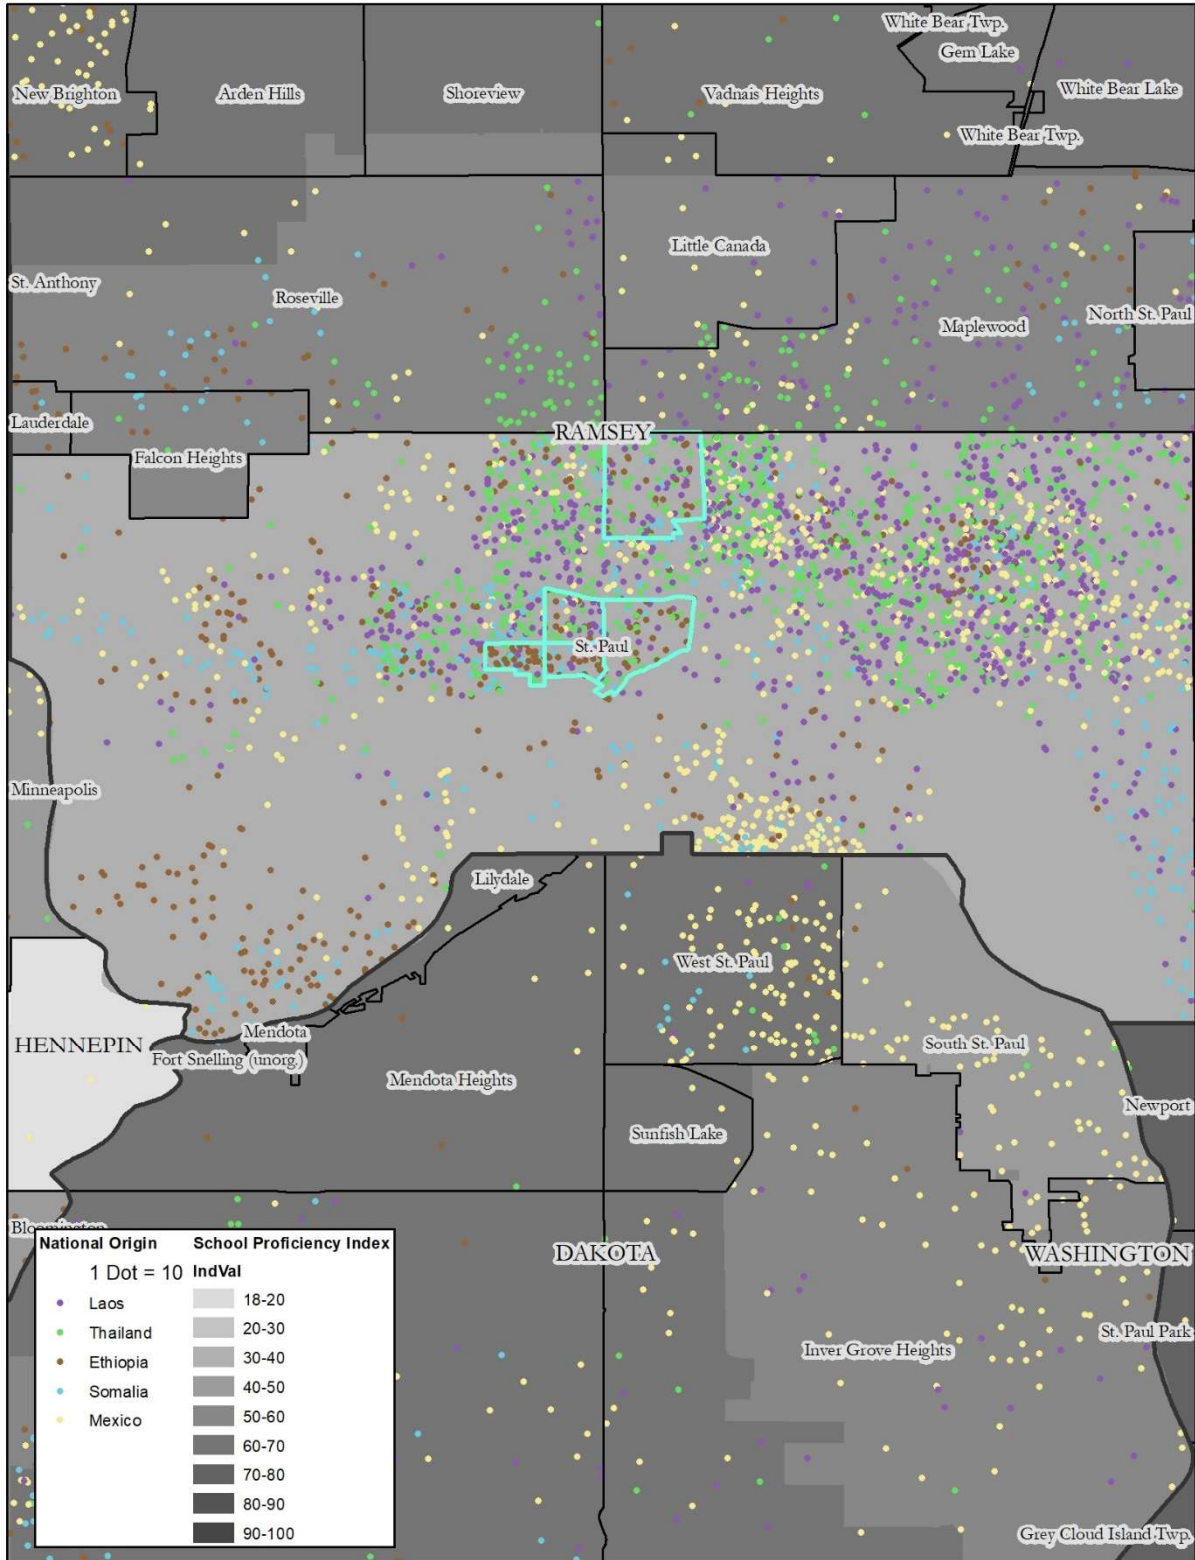 White Bear Twp.
Gem Lake
New Brighton
Arden Hills
Shoreview
Vadnais Heights
White Bear Lake
White Bear Twp.
Little Canada
St. Anthony
Roseville
Maplewood
North St. Paul
Lauderdale
RAMSEY
Falcon Heights
St. Paul
Minneapolis
Lilydale
West St. Paul
Mendota
HENNEPIN
Fort Snelling (unorg.)
South St. Paul
Mendota Heights
Newport
Sunfish Lake
Bloomington
DAKOTA
WASHINGTON
St. Paul Park
Inver Grove Heights
Grey Cloud Island Twp.
National Origin
1 Dot = 10
Laos
Thailand
Ethiopia
Somalia
Mexico
School Proficiency Index
IndVal
18-20
20-30
30-40
40-50
50-60
60-70
70-80
80-90
90-100